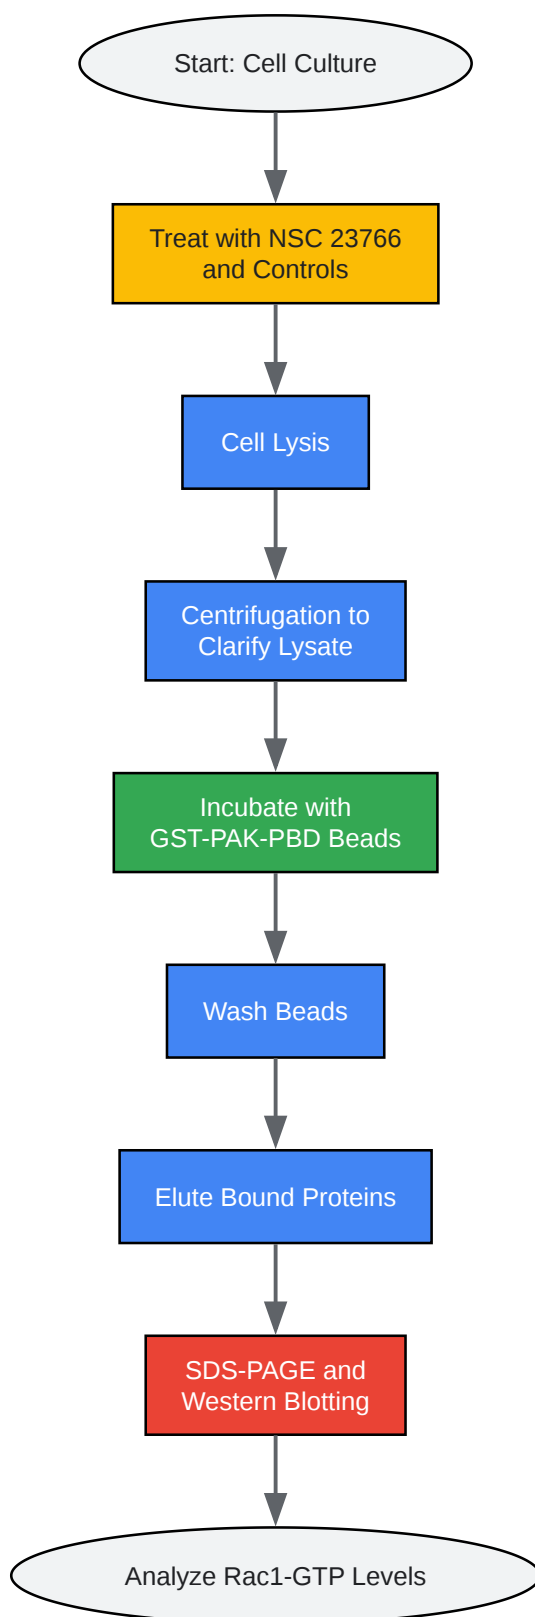 Start: Cell Culture
Treat with NSC 23766
and Controls
Cell Lysis
Centrifugation to
Clarify Lysate
Incubate with
GST-PAK-PBD Beads
Wash Beads
Elute Bound Proteins
SDS-PAGE and
Western Blotting
Analyze Rac1-GTP Levels